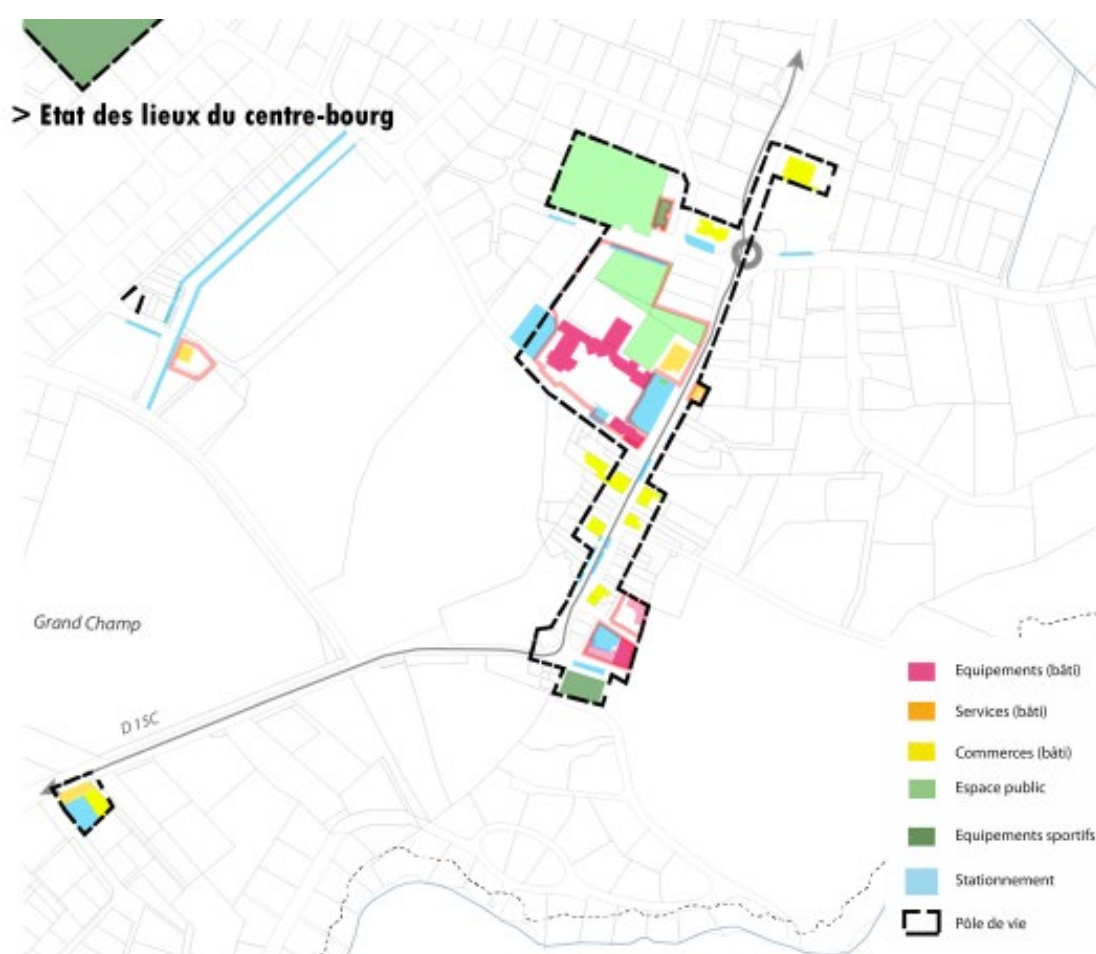 > Etat des lieux du centre-bourg
Grand Champ
D 15C
Equipements (bâti)
Services (bâti)
Commerces (bâti)
Espace public
Equipements sportifs
Stationnement
Pôle de vie